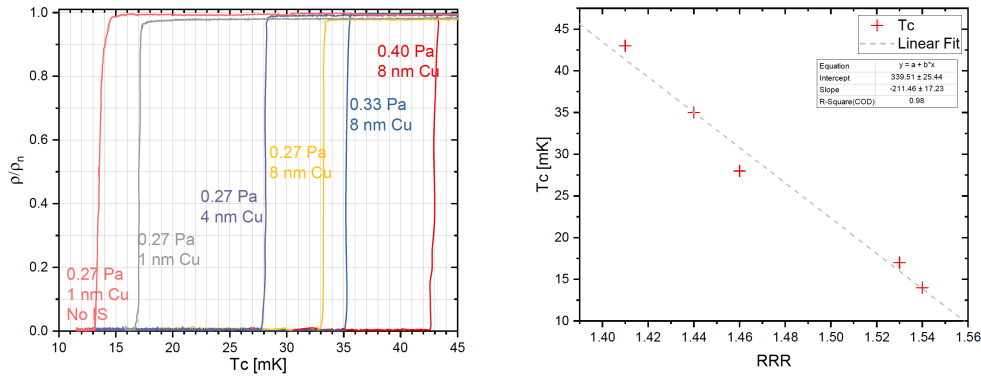 1.0
0.8
0.6
0.4
0.2
0.0
ρ/ρn
10 15 20 25 30 35 40 45
Tc [mK]
0.40 Pa
8 nm Cu
0.33 Pa
8 nm Cu
0.27 Pa
8 nm Cu
0.27 Pa
4 nm Cu
0.27 Pa
1 nm Cu
0.27 Pa
1 nm Cu
No IS
45
40
35
30
25
20
15
10
Tc [mK]
1.40 1.42 1.44 1.46 1.48 1.50 1.52 1.54 1.56
RRR
Tc
Linear Fit
Equation y = a + b*x
Intercept 339.51 ± 25.44
Slope -211.46 ± 17.23
R-Square(COD) 0.98